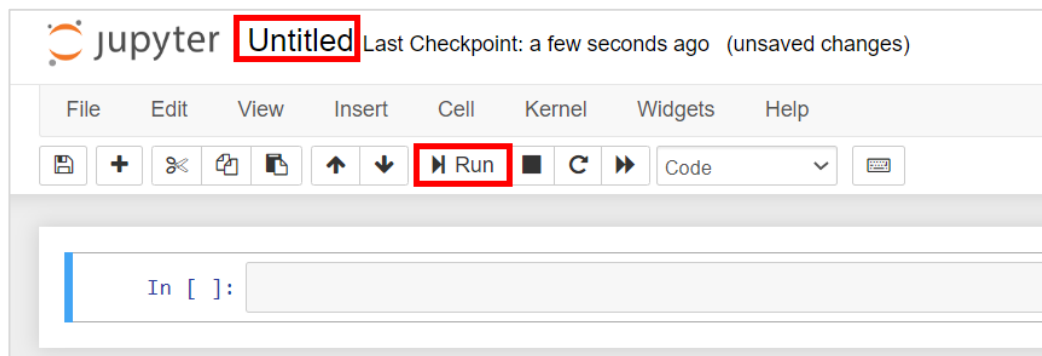 jupyter Untitled Last Checkpoint: a few seconds ago (unsaved changes)
File Edit View Insert Cell Kernel Widgets Help
Run Code
In [ ]: